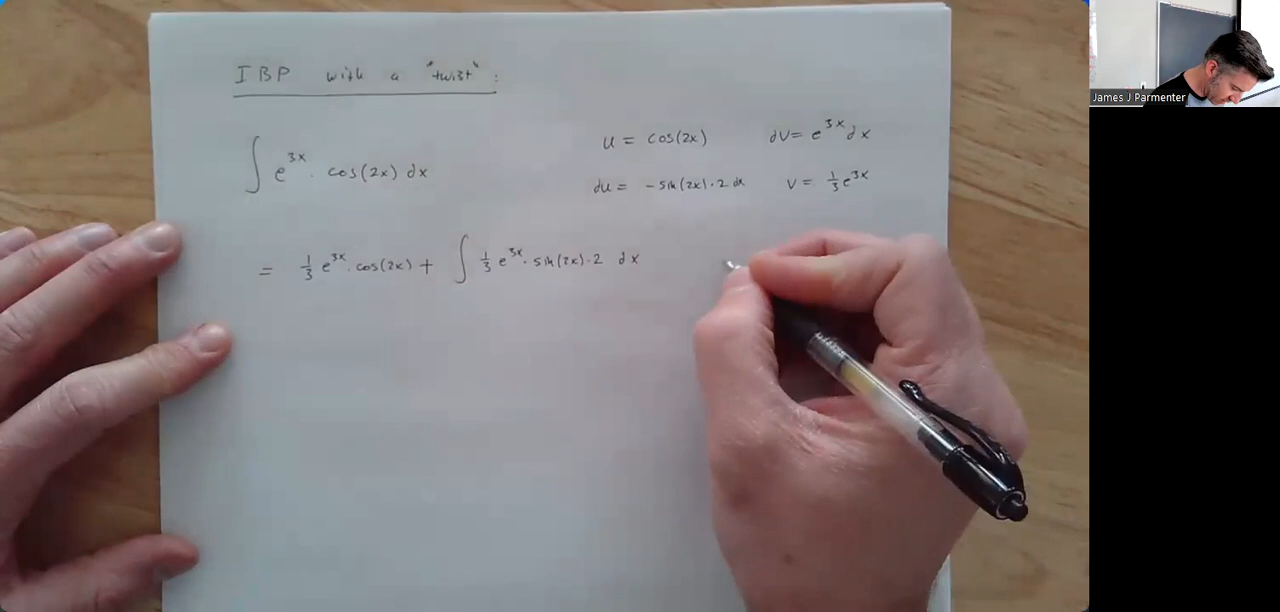 IBP with a "twist":
∫ e^{3x} · cos(2x) dx
u = cos(2x) dv = e^{3x} dx
du = -sin(2x)·2 dx v = 1/3 e^{3x}
= 1/3 e^{3x} · cos(2x) + ∫ 1/3 e^{3x} · sin(2x)·2 dx
James J Parmenter